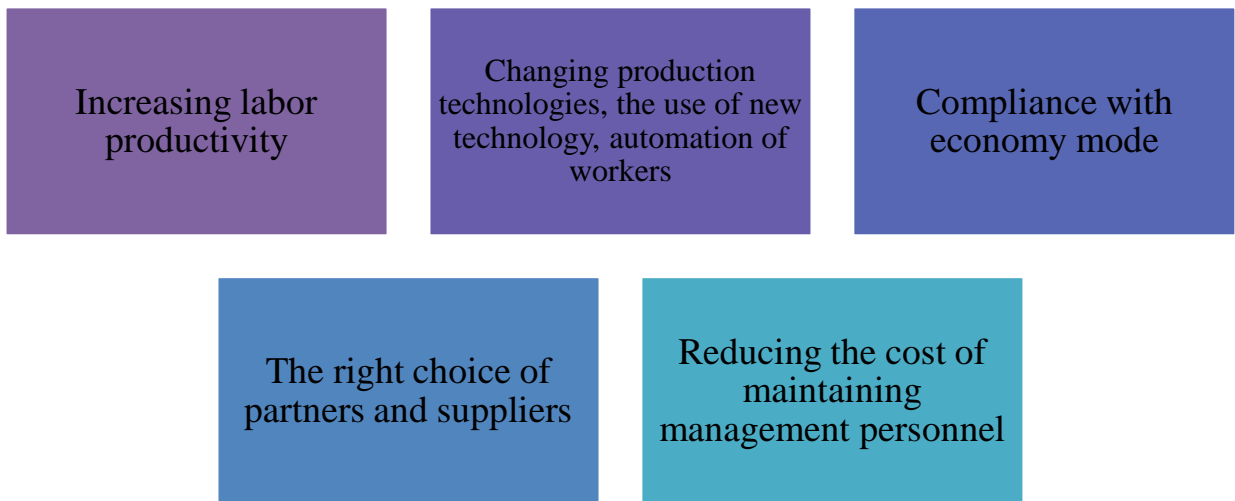 Increasing labor
productivity
Changing production
technologies, the use of new
technology, automation of
workers
Compliance with
economy mode
The right choice of
partners and suppliers
Reducing the cost of
maintaining
management personnel